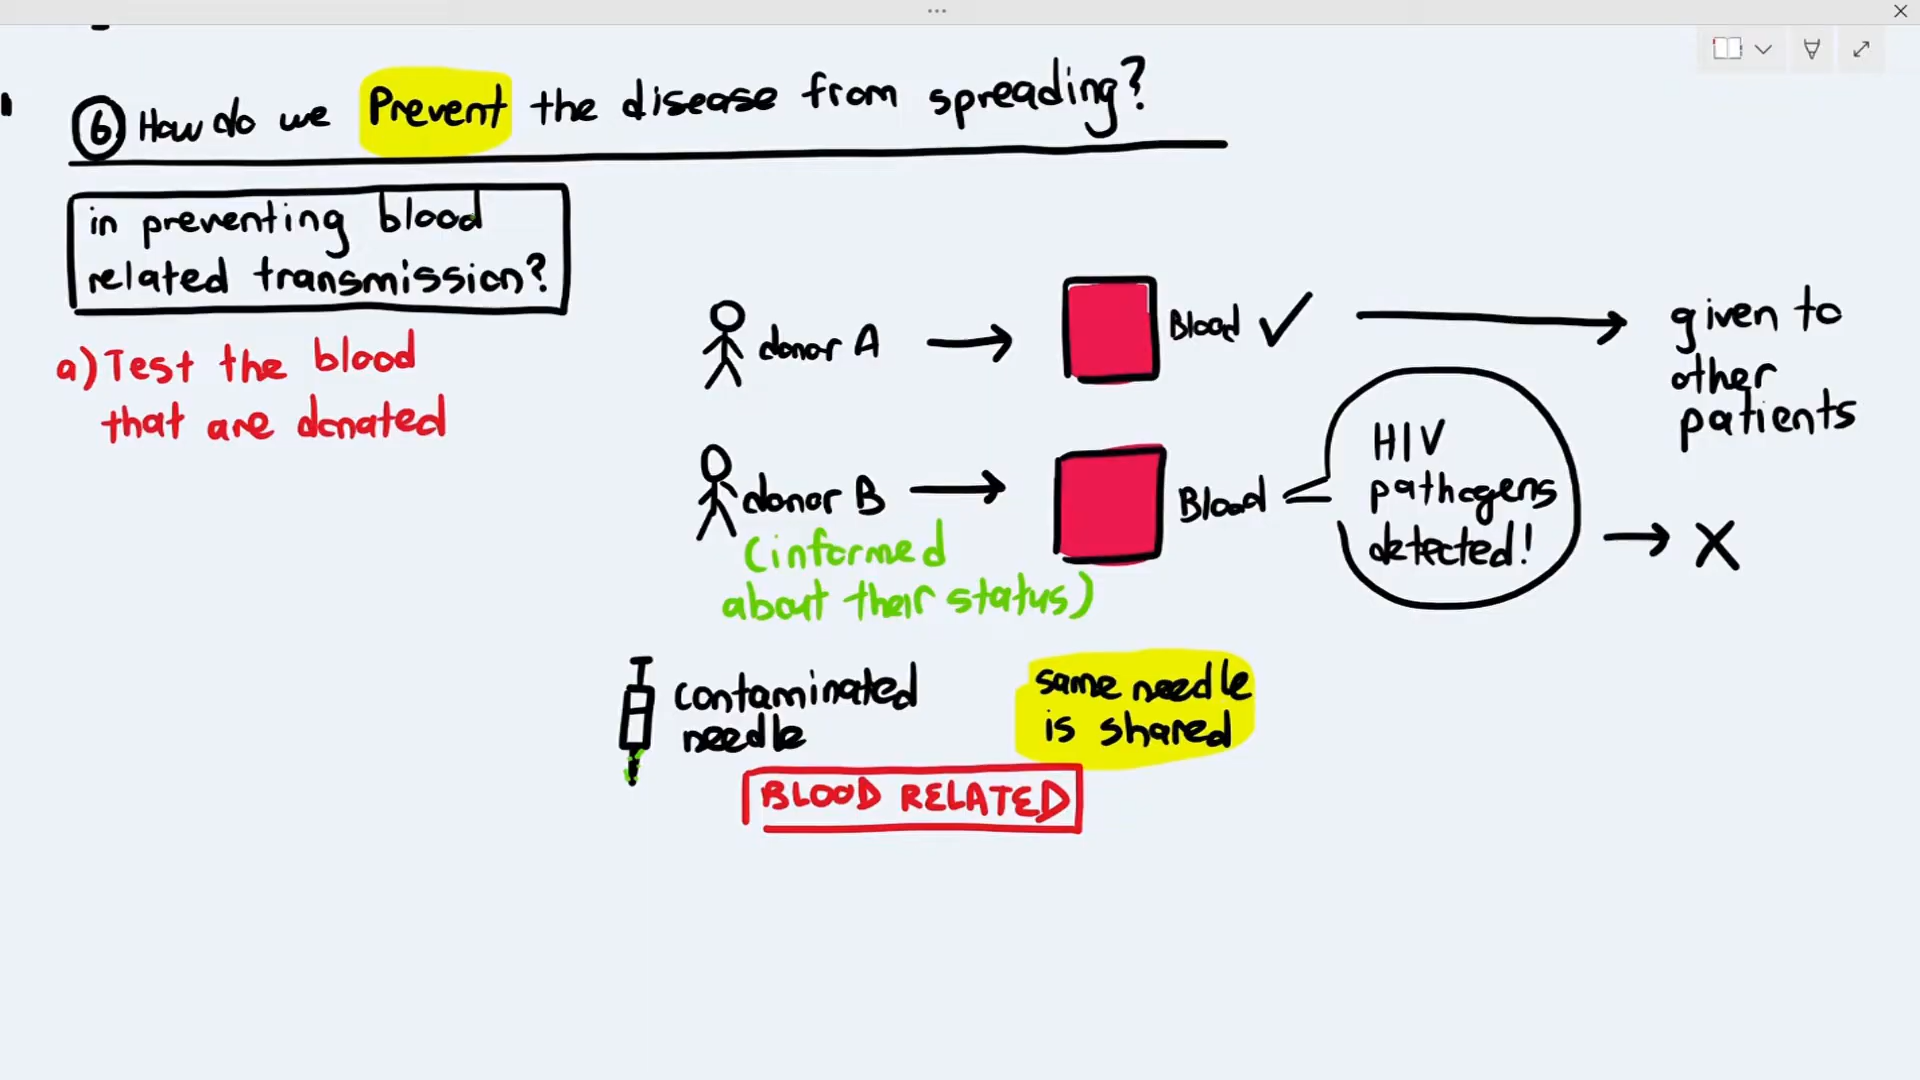 6 How do we Prevent the disease from spreading?
in preventing blood
related transmission?
a) Test the blood
that are donated
donor A
Blood
given to
other
patients
donor B
(informed
about their status)
Blood
HIV
pathogens
detected!
X
contaminated
needle
same needle
is shared
BLOOD RELATED